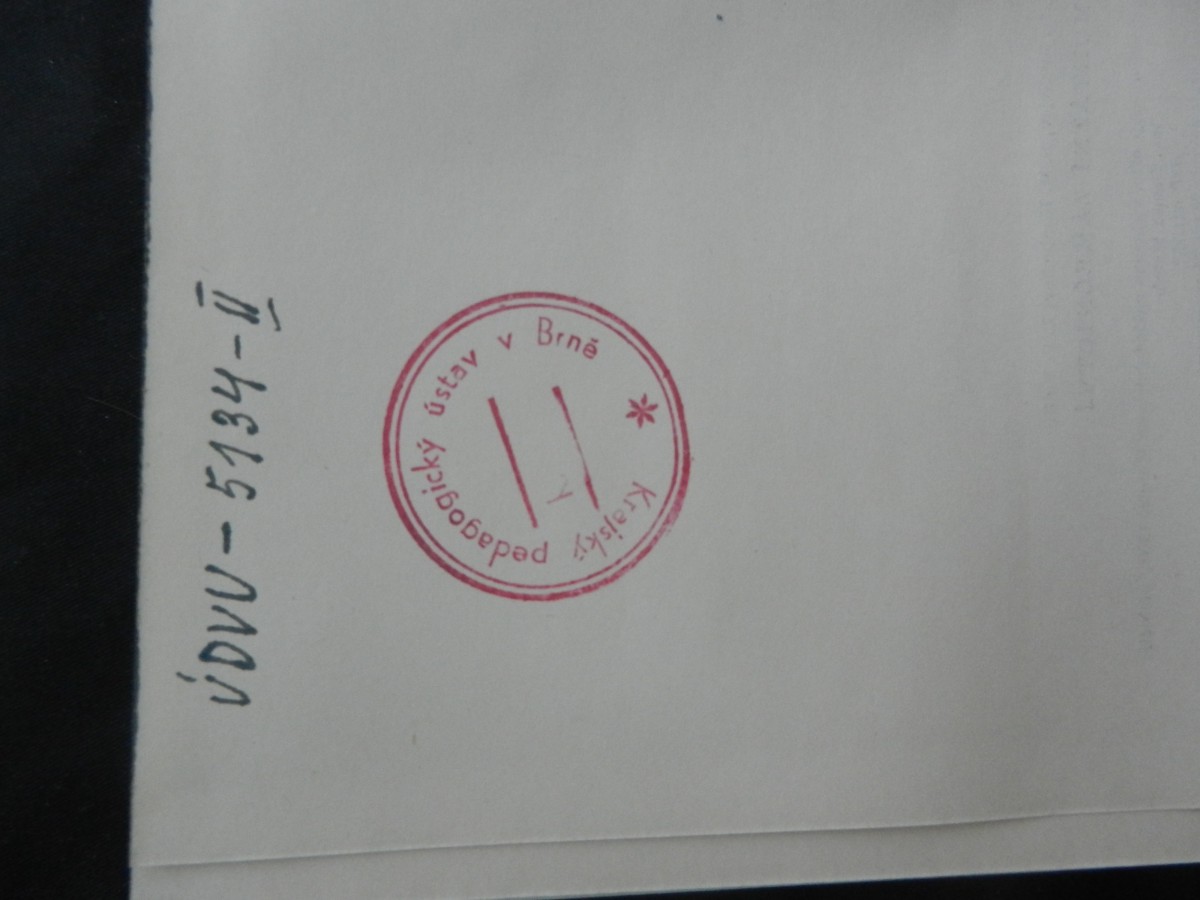 ÚDVU-5134-II
Krajský pedagogický ústav v Brně *